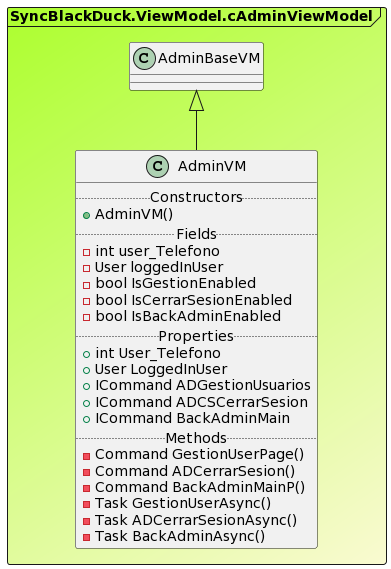 SyncBlackDuck.ViewModel.cAdminViewModel
C AdminBaseVM
C AdminVM
Constructors
AdminVM()
Fields
int user_Telefono
User loggedInUser
bool IsGestionEnabled
bool IsCerrarSesionEnabled
bool IsBackAdminEnabled
Properties
int User_Telefono
User LoggedInUser
ICommand ADGestionUsuarios
ICommand ADCSCerrarSesion
ICommand BackAdminMain
Methods
Command GestionUserPage()
Command ADCerrarSesion()
Command BackAdminMainP()
Task GestionUserAsync()
Task ADCerrarSesionAsync()
Task BackAdminAsync()